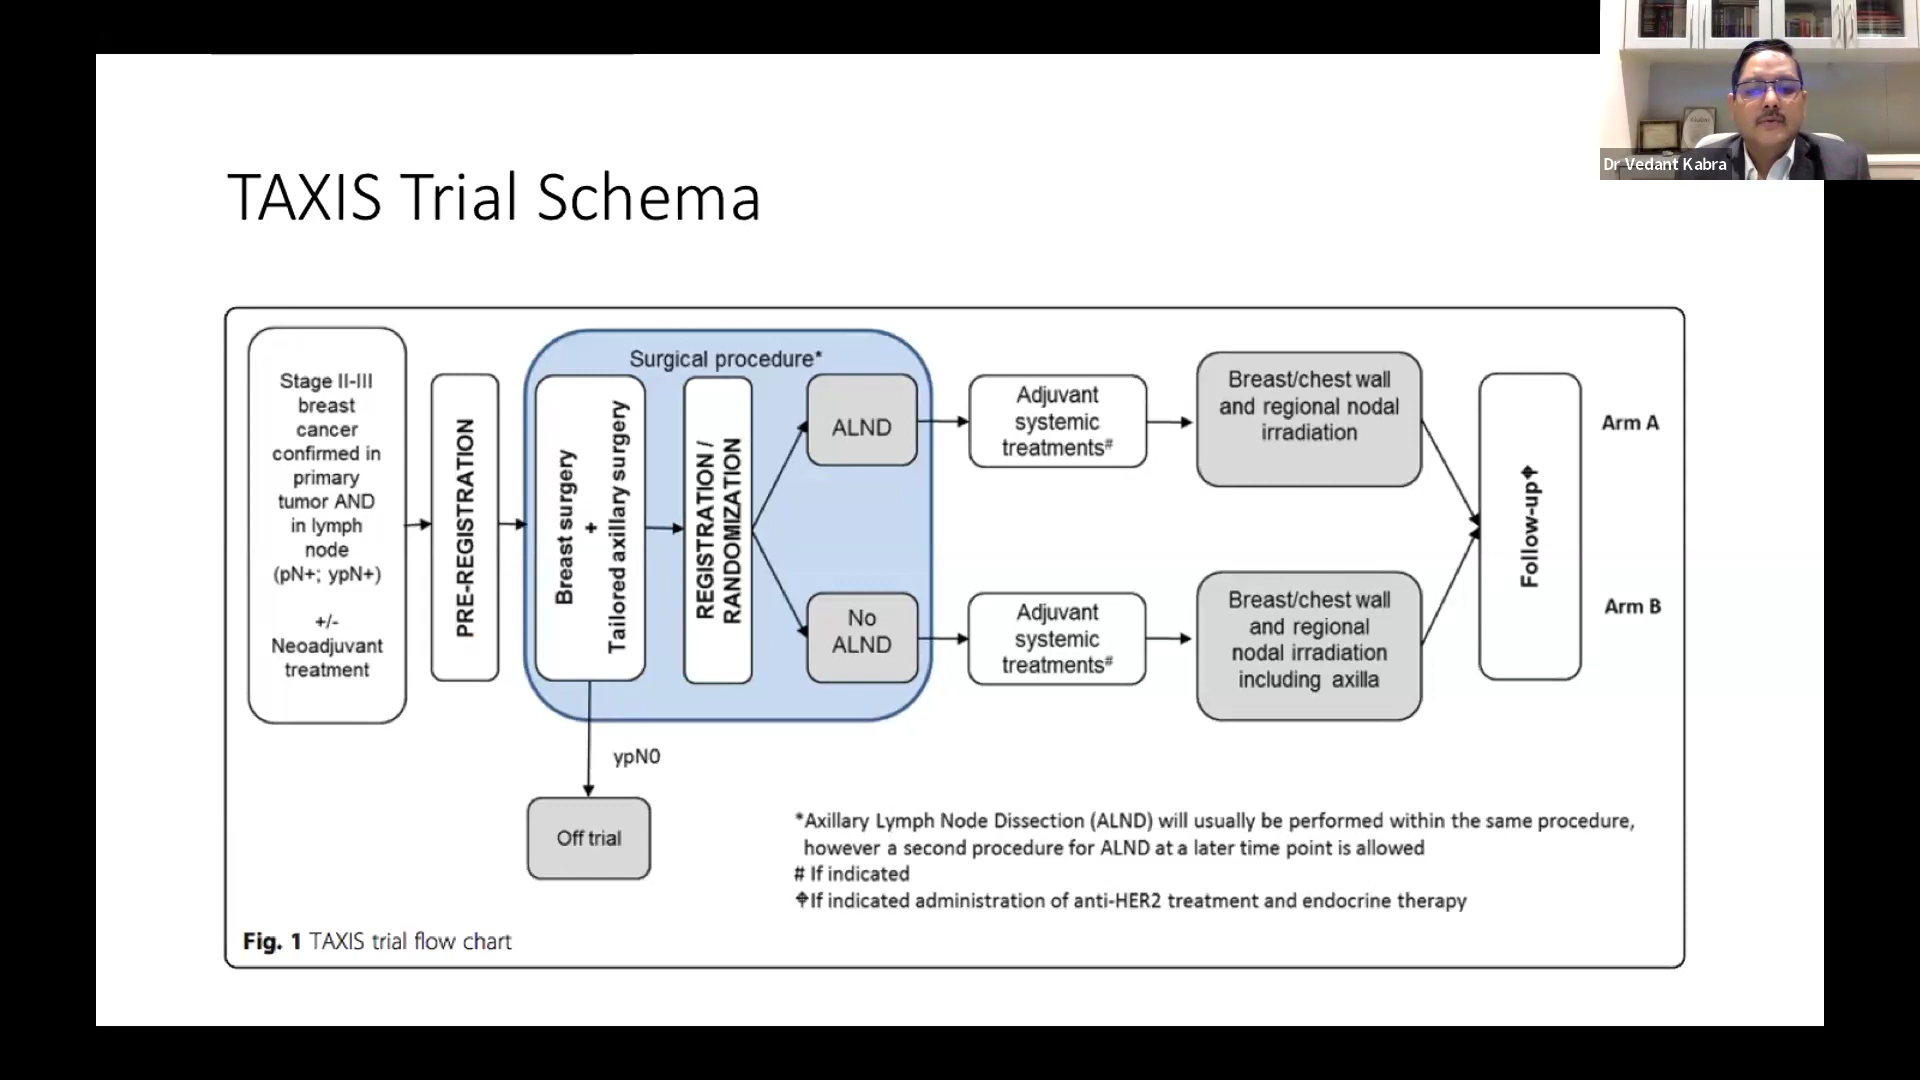 Dr Vedant Kabra
TAXIS Trial Schema
Stage II-III
breast
cancer
confirmed in
primary
tumor AND
in lymph
node
(pN+; ypN+)
+/-
Neoadjuvant
treatment
PRE-REGISTRATION
Surgical procedure*
Breast surgery
+
Tailored axillary surgery
REGISTRATION /
RANDOMIZATION
ALND
Adjuvant
systemic
treatments#
Breast/chest wall
and regional nodal
irradiation
Arm A
No
ALND
Adjuvant
systemic
treatments#
Breast/chest wall
and regional
nodal irradiation
including axilla
Arm B
Follow-up⌖
ypN0
Off trial
*Axillary Lymph Node Dissection (ALND) will usually be performed within the same procedure,
however a second procedure for ALND at a later time point is allowed
# If indicated
⌖If indicated administration of anti-HER2 treatment and endocrine therapy
Fig. 1 TAXIS trial flow chart